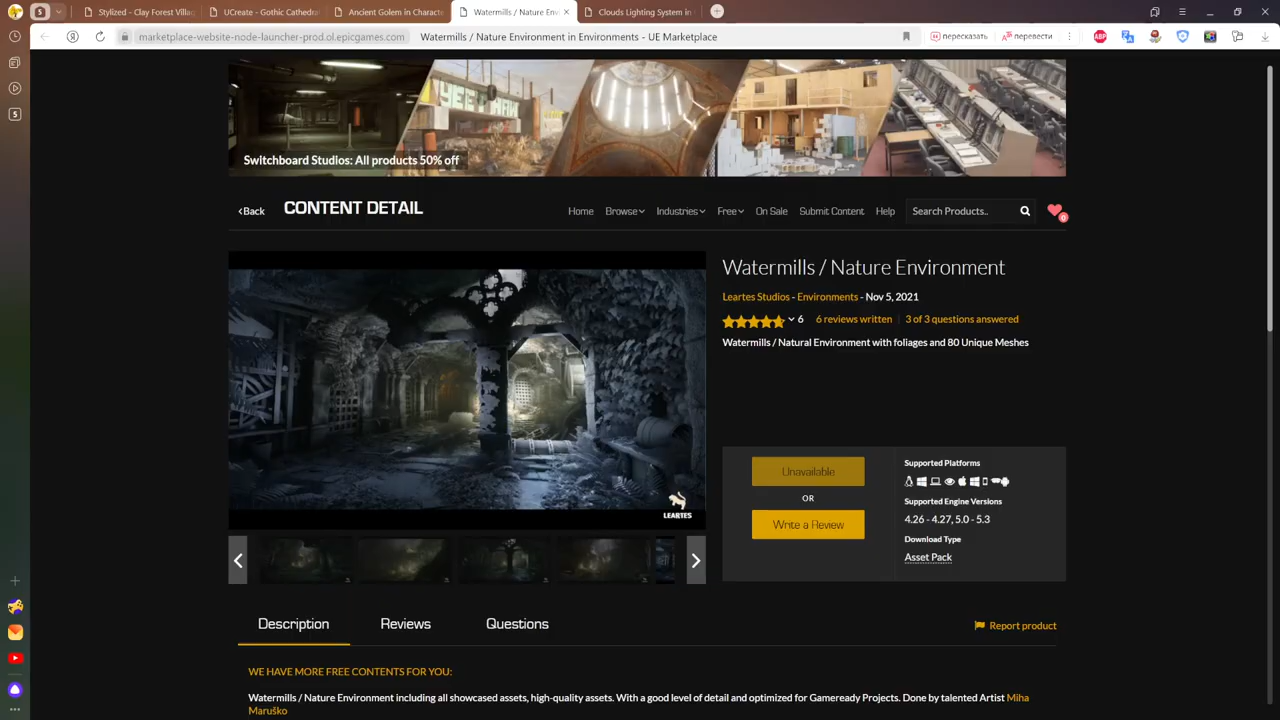 5
Stylized - Clay Forest Villag
UCreate - Gothic Cathedral
Ancient Golem in Characte
Watermills / Nature Env
Clouds Lighting System in
marketplace-website-node-launcher-prod.ol.epicgames.com
Watermills / Nature Environment in Environments - UE Marketplace
пересказать
перевести
ABP
5
Switchboard Studios: All products 50% off
Back
CONTENT DETAIL
Home
Browse
Industries
Free
On Sale
Submit Content
Help
Search Products..
0
Watermills / Nature Environment
Leartes Studios - Environments - Nov 5, 2021
6
6 reviews written
3 of 3 questions answered
Watermills / Natural Environment with foliages and 80 Unique Meshes
LEARTES
Unavailable
OR
Write a Review
Supported Platforms
Supported Engine Versions
4.26 - 4.27, 5.0 - 5.3
Download Type
Asset Pack
Description
Reviews
Questions
Report product
WE HAVE MORE FREE CONTENTS FOR YOU:
Watermills / Nature Environment including all showcased assets, high-quality assets. With a good level of detail and optimized for Gameready Projects. Done by talented Artist Miha
Maruško